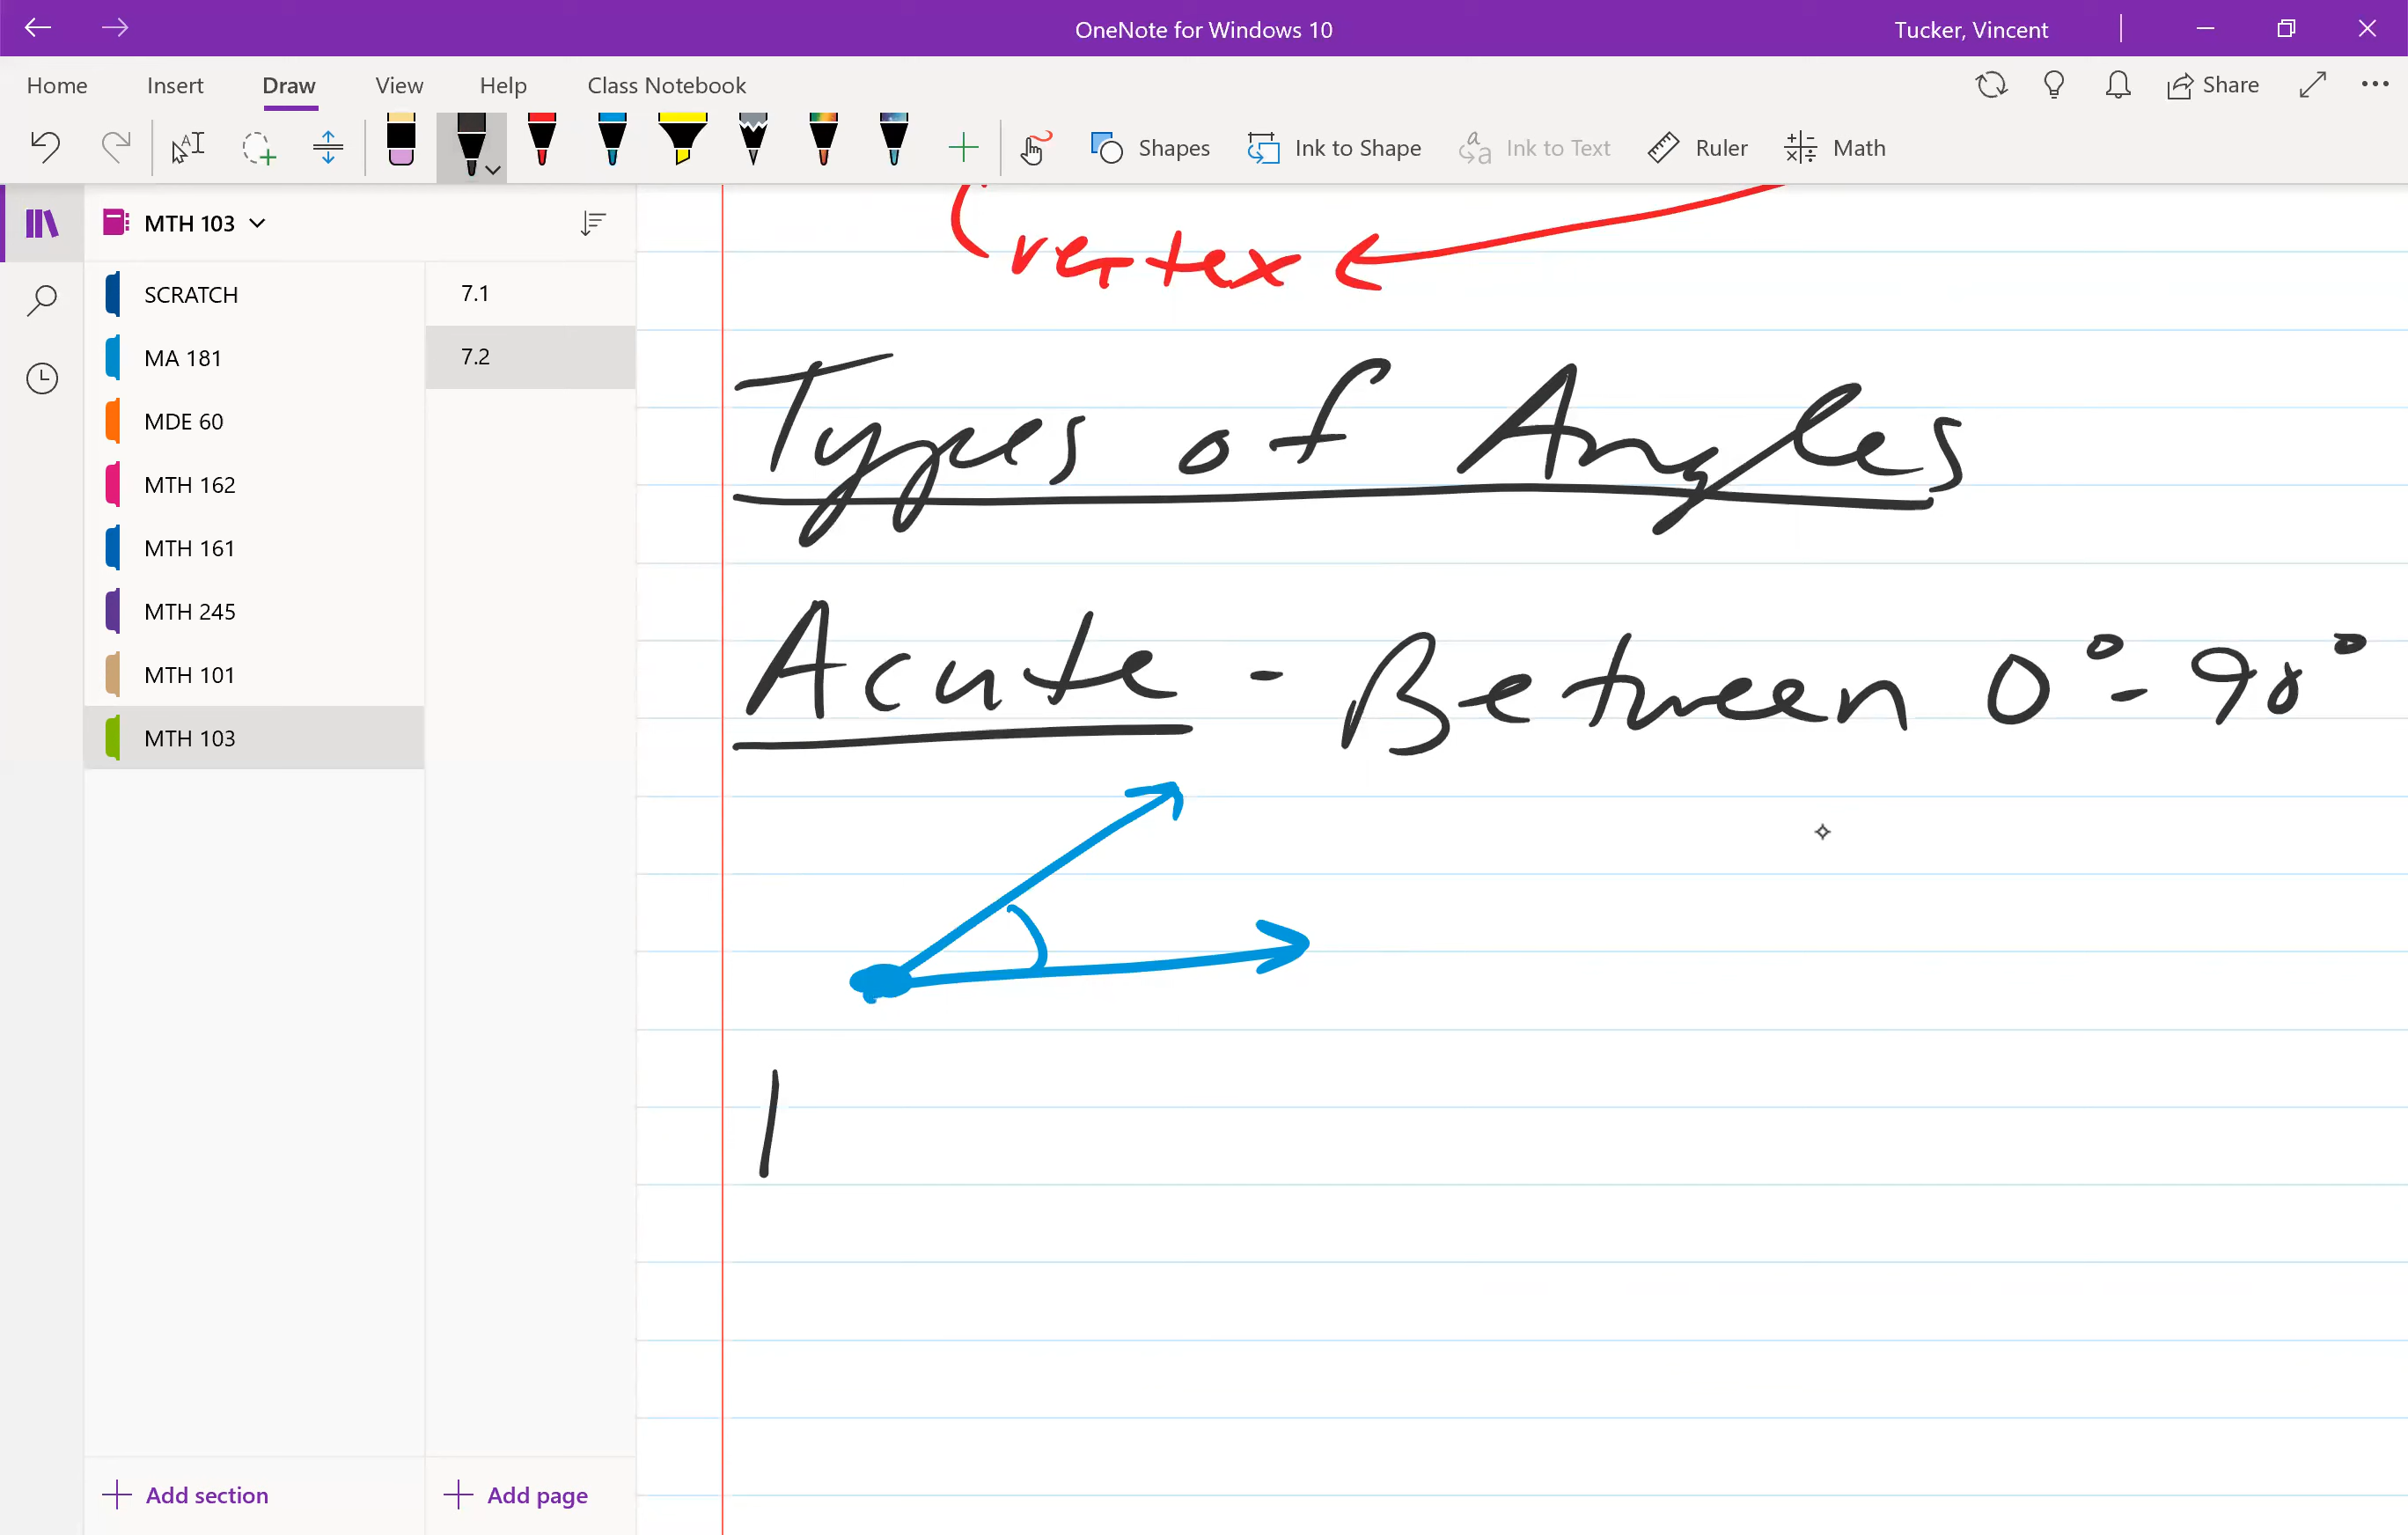 OneNote for Windows 10
Tucker, Vincent
Home Insert Draw View Help Class Notebook
Share
Shapes Ink to Shape Ink to Text Ruler Math
MTH 103
SCRATCH
MA 181
MDE 60
MTH 162
MTH 161
MTH 245
MTH 101
MTH 103
Add section
7.1
7.2
Add page
vertex
Types of Angles
Acute - Between 0° - 90°